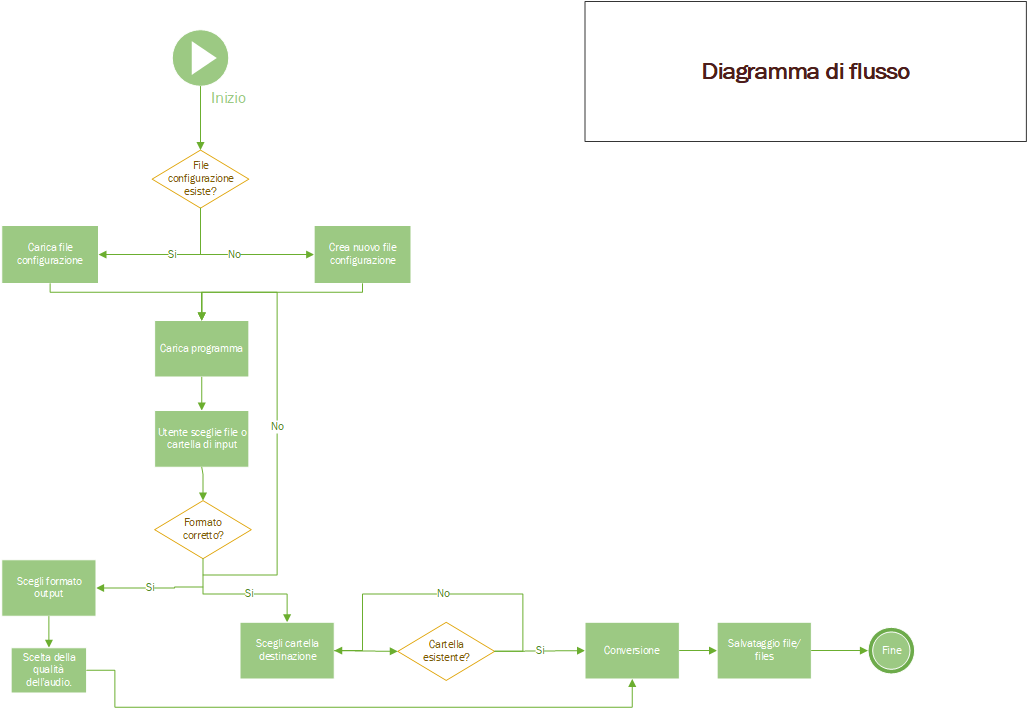 Diagramma di flusso
Inizio
File
configurazione
esiste?
Carica file
configurazione
Si
No
Crea nuovo file
configurazione
Carica programma
Utente sceglie file o
cartella di input
No
Formato
corretto?
Scegli formato
output
Si
Si
No
Scegli cartella
destinazione
Cartella
esistente?
Si
Conversione
Salvataggio file/
files
Fine
Scelta della
qualità
dell'audio.